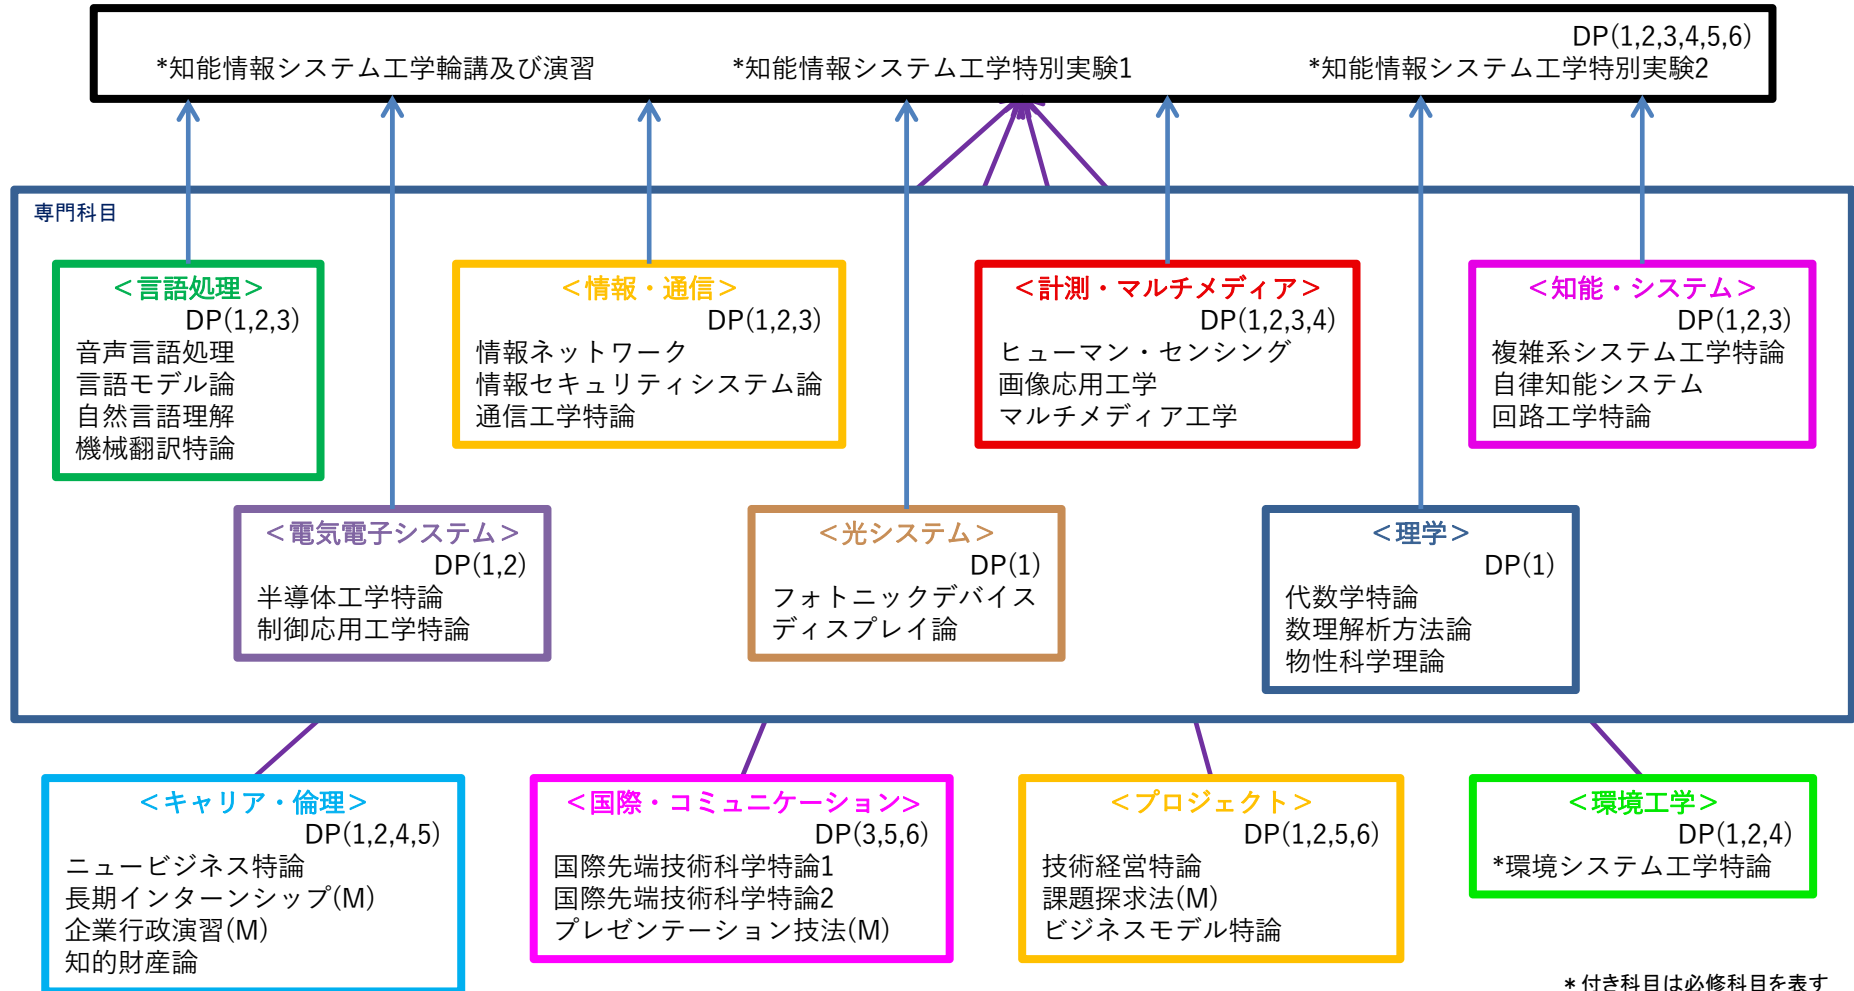 DP(1,2,3,4,5,6)
*知能情報システム工学輪講及び演習
*知能情報システム工学特別実験1
*知能情報システム工学特別実験2
専門科目
<言語処理>
DP(1,2,3)
音声言語処理
言語モデル論
自然言語理解
機械翻訳特論
<情報・通信>
DP(1,2,3)
情報ネットワーク
情報セキュリティシステム論
通信工学特論
<計測・マルチメディア>
DP(1,2,3,4)
ヒューマン・センシング
画像応用工学
マルチメディア工学
<知能・システム>
DP(1,2,3)
複雑系システム工学特論
自律知能システム
回路工学特論
<電気電子システム>
DP(1,2)
半導体工学特論
制御応用工学特論
<光システム>
DP(1)
フォトニックデバイス
ディスプレイ論
<理学>
DP(1)
代数学特論
数理解析方法論
物性科学理論
<キャリア・倫理>
DP(1,2,4,5)
ニュービジネス特論
長期インターンシップ(M)
企業行政演習(M)
知的財産論
<国際・コミュニケーション>
DP(3,5,6)
国際先端技術科学特論1
国際先端技術科学特論2
プレゼンテーション技法(M)
<プロジェクト>
DP(1,2,5,6)
技術経営特論
課題探求法(M)
ビジネスモデル特論
<環境工学>
DP(1,2,4)
*環境システム工学特論
*付き科目は必修科目を表す